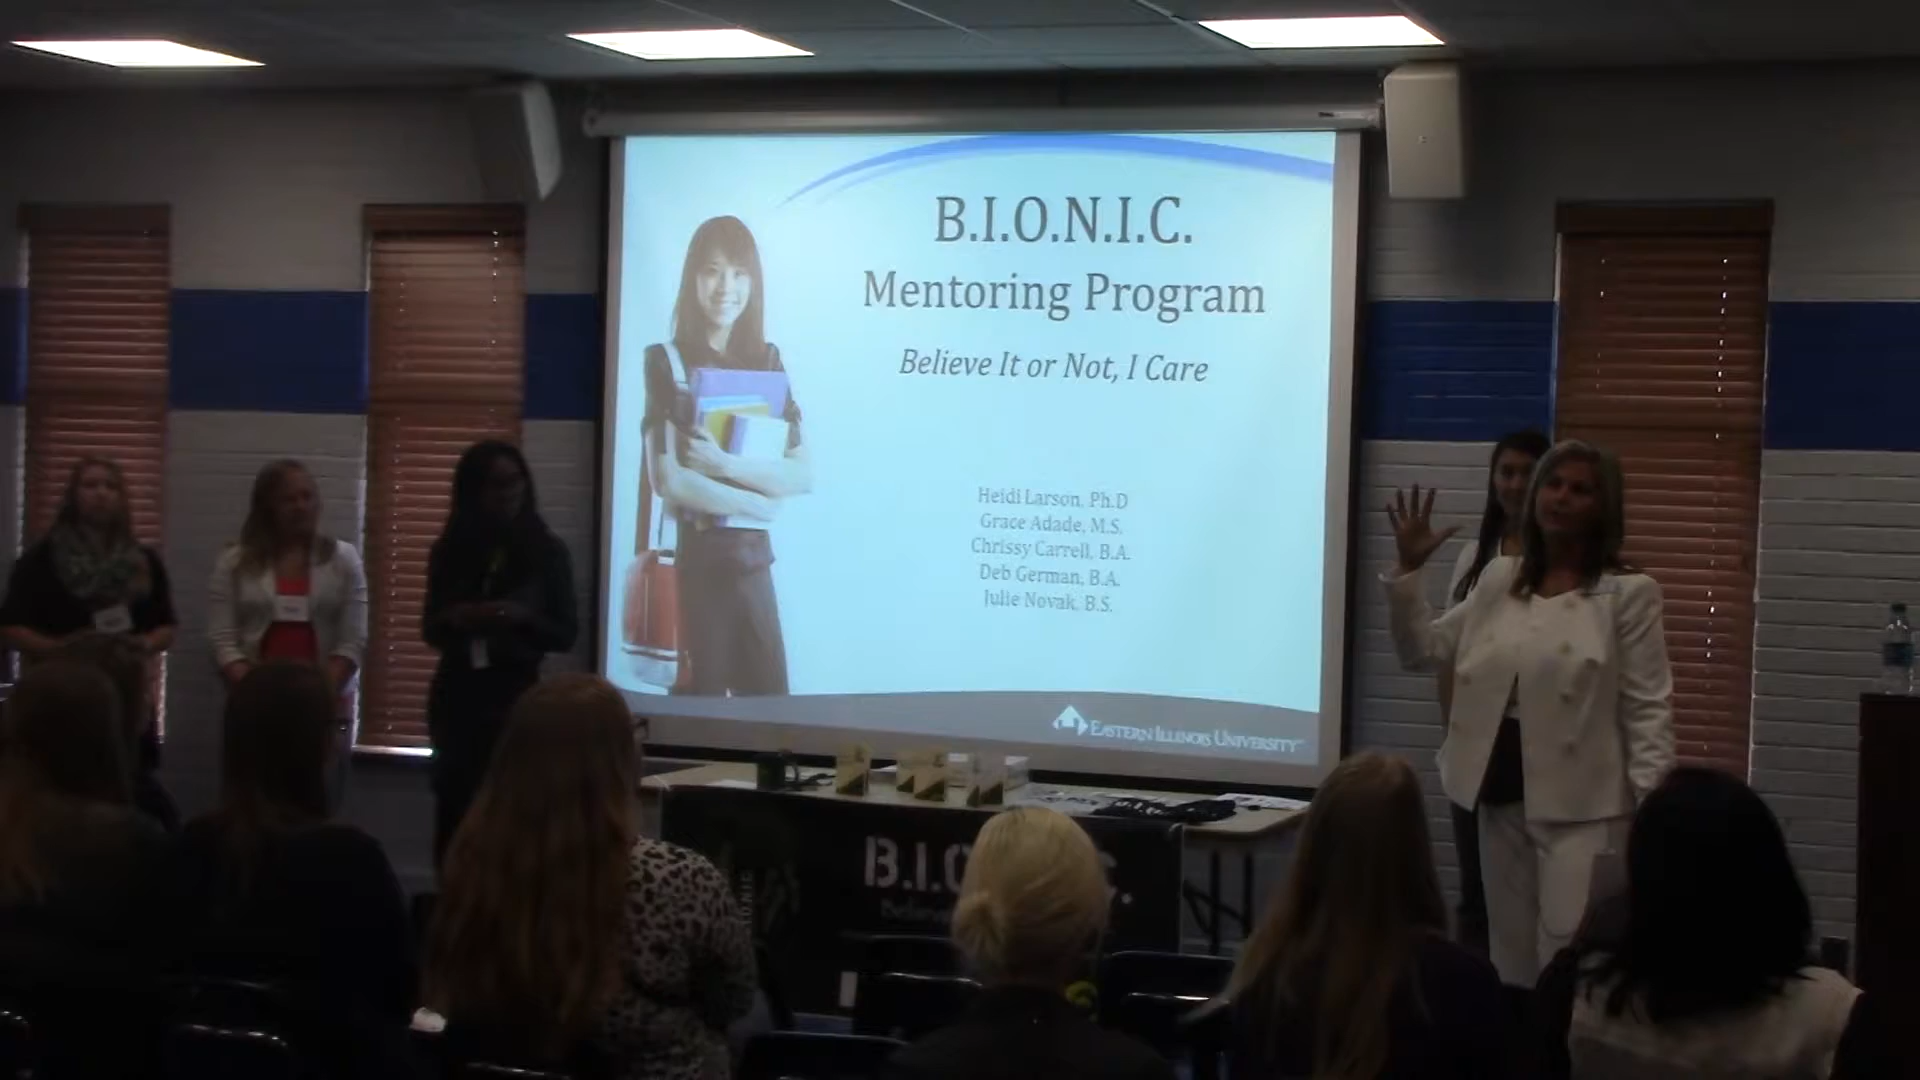 B.I.O.N.I.C.
Mentoring Program
Believe It or Not, I Care
Heidi Larson, Ph.D
Grace Adade, M.S.
Chrissy Carrell, B.A.
Deb German, B.A.
Julie Novak, B.S.
EASTERN ILLINOIS UNIVERSITY
B.I.O